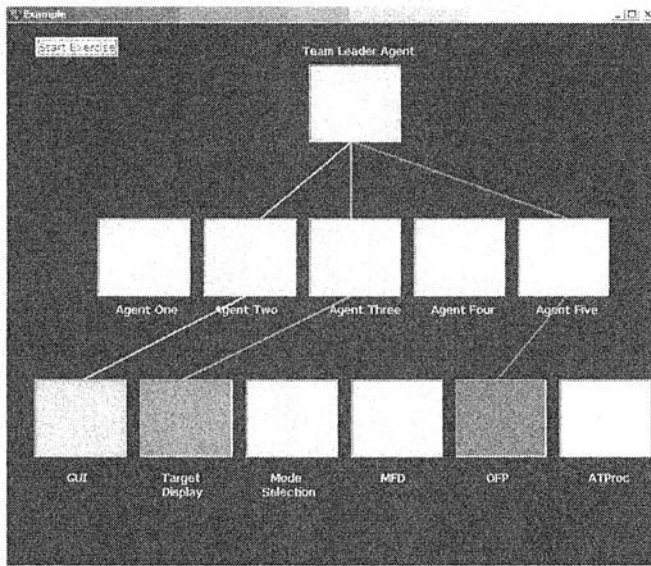 Example
Start Exercise
Team Leader Agent
Agent One
Agent Two
Agent Three
Agent Four
Agent Five
GUI
Target
Display
Mode
Selection
MFD
OFP
ATProc